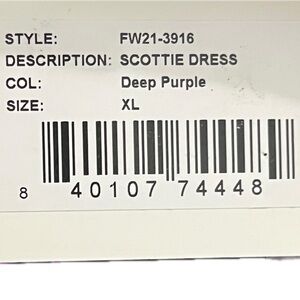 STYLE: FW21-3916
DESCRIPTION: SCOTTIE DRESS
COL: Deep Purple
SIZE: XL
8 40107 74448